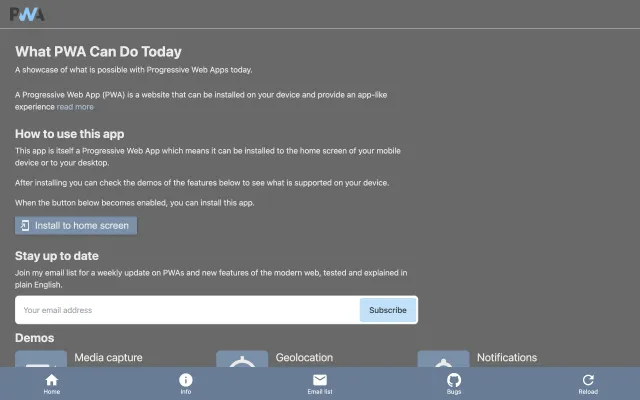 PWA
What PWA Can Do Today
A showcase of what is possible with Progressive Web Apps today.
A Progressive Web App (PWA) is a website that can be installed on your device and provide an app-like
experience read more
How to use this app
This app is itself a Progressive Web App which means it can be installed to the home screen of your mobile
device or to your desktop.
After installing you can check the demos of the features below to see what is supported on your device.
When the button below becomes enabled, you can install this app.
Install to home screen
Stay up to date
Join my email list for a weekly update on PWAs and new features of the modern web, tested and explained in
plain English.
Your email address
Subscribe
Demos
Media capture
Geolocation
Notifications
Home
Info
Email list
Bugs
Reload